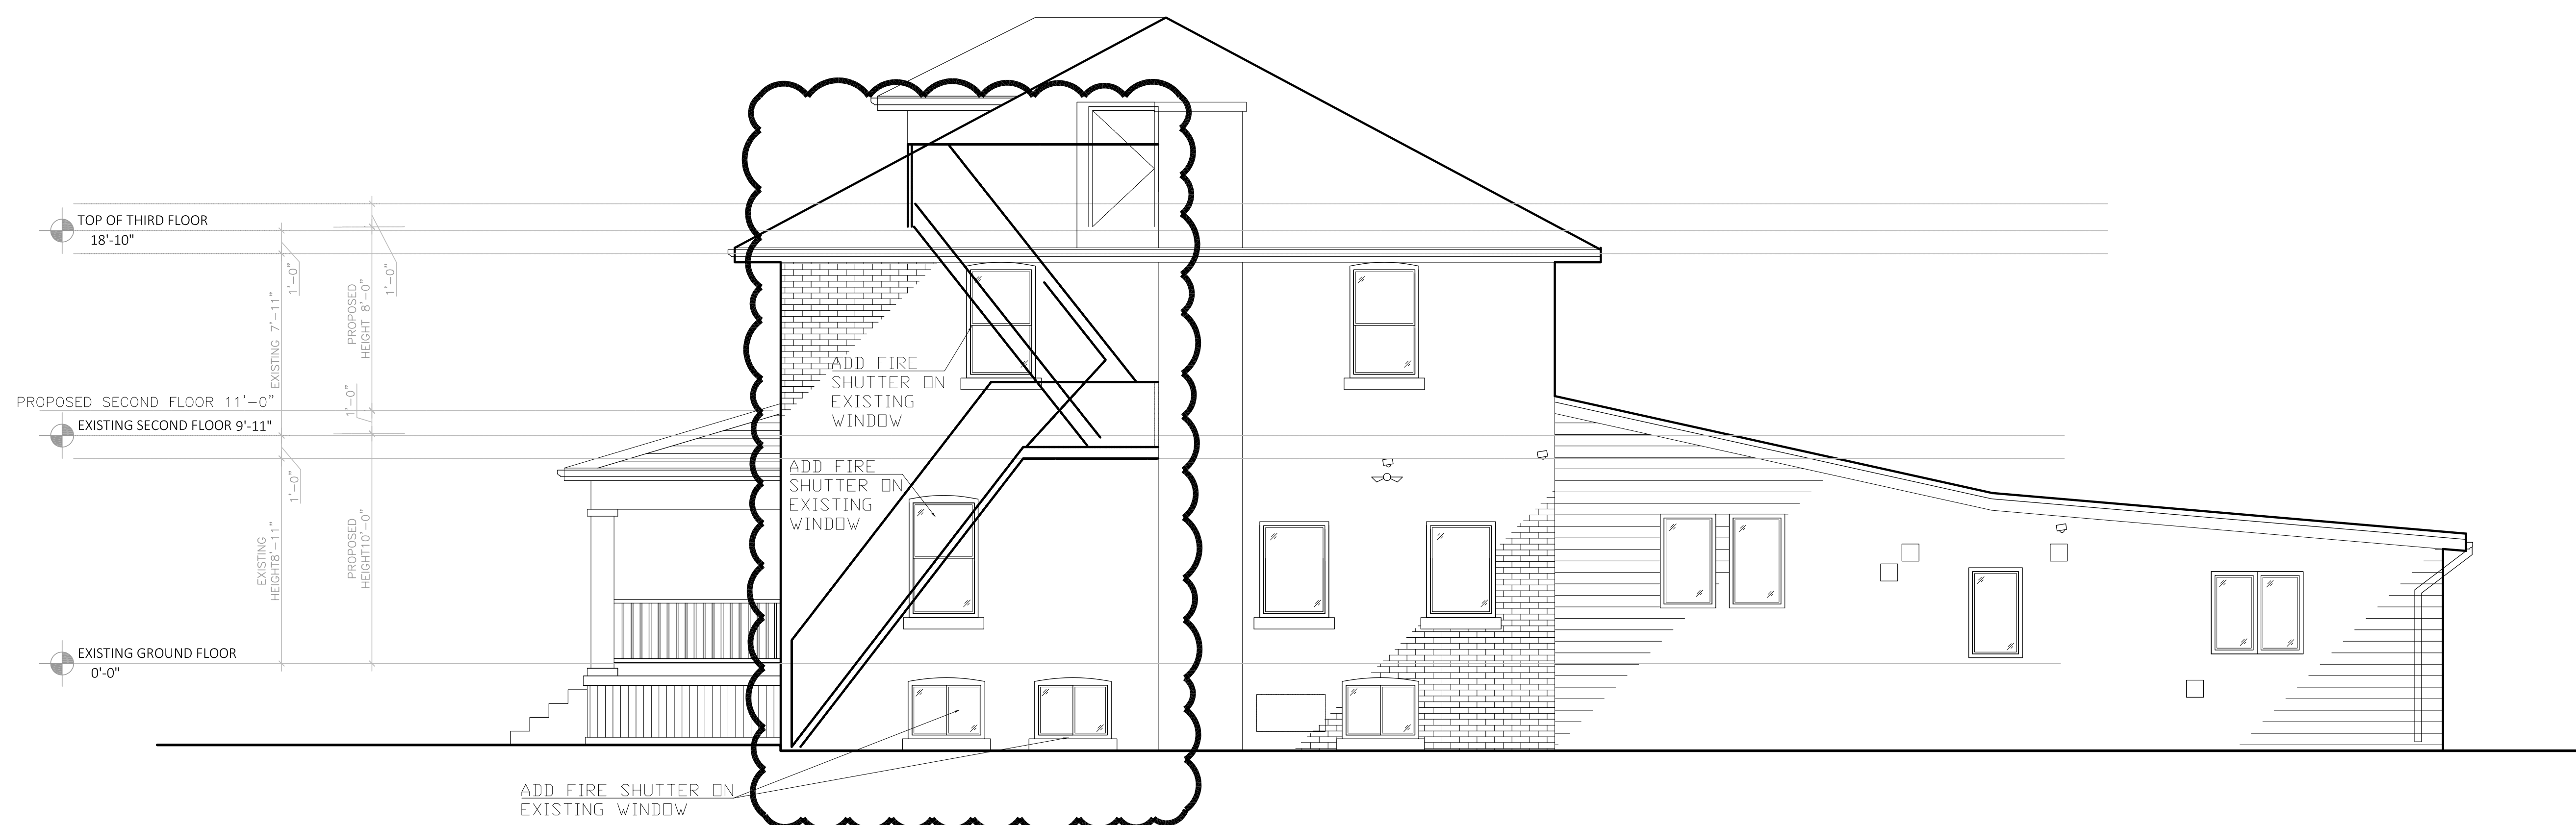 TOP OF THIRD FLOOR
18'-10"
1'-0"
1'-0"
EXISTING 7'-11"
PROPOSED
HEIGHT 8'-0"
1'-0"
PROPOSED SECOND FLOOR 11'-0"
EXISTING SECOND FLOOR 9'-11"
1'-0"
EXISTING
HEIGHT8'-11"
PROPOSED
HEIGHT10'-0"
EXISTING GROUND FLOOR
0'-0"
ADD FIRE
SHUTTER ON
EXISTING
WINDOW
ADD FIRE
SHUTTER ON
EXISTING
WINDOW
ADD FIRE SHUTTER ON
EXISTING WINDOW